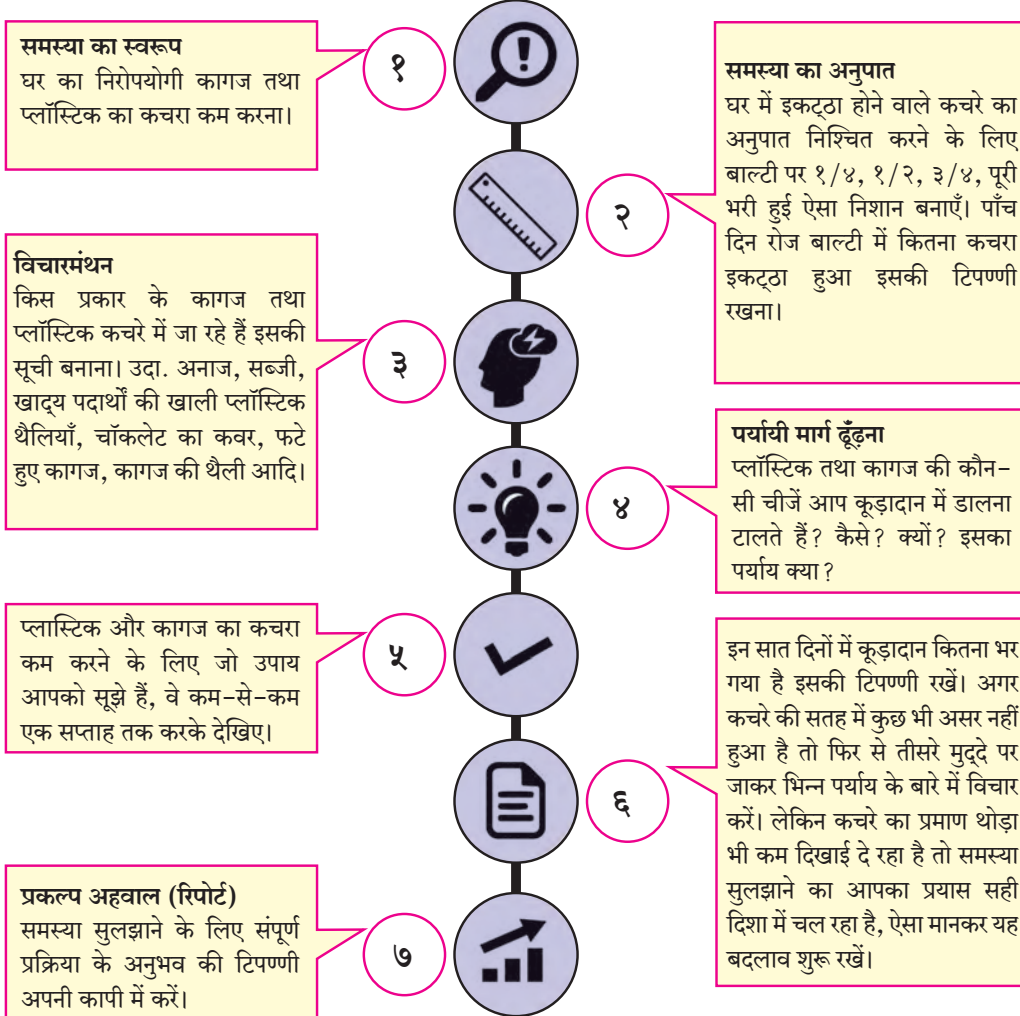 समस्या का स्वरूप
घर का निरोपयोगी कागज तथा
प्लॉस्टिक का कचरा कम करना।
१
समस्या का अनुपात
घर में इकट्‌ठा होने वाले कचरे का
अनुपात निश्चित करने के लिए
बाल्टी पर १/४, १/२, ३/४, पूरी
भरी हुई ऐसा निशान बनाएँ। पाँच
दिन रोज बाल्टी में कितना कचरा
इकट्‌ठा हुआ इसकी टिपण्णी
रखना।
२
विचारमंथन
किस प्रकार के कागज तथा
प्लॉस्टिक कचरे में जा रहे हैं इसकी
सूची बनाना। उदा. अनाज, सब्जी,
खाद्‌य पदार्थों की खाली प्लॉस्टिक
थैलियाँ, चॉकलेट का कवर, फटे
हुए कागज, कागज की थैली आदि।
३
पर्यायी मार्ग ढूँढ़ना
प्लॉस्टिक तथा कागज की कौन-
सी चीजें आप कूड़ादान में डालना
टालते हैं? कैसे? क्यों? इसका
पर्याय क्या?
४
प्लास्टिक और कागज का कचरा
कम करने के लिए जो उपाय
आपको सूझे हैं, वे कम-से-कम
एक सप्ताह तक करके देखिए।
५
इन सात दिनों में कूड़ादान कितना भर
गया है इसकी टिपण्णी रखें। अगर
कचरे की सतह में कुछ भी असर नहीं
हुआ है तो फिर से तीसरे मुद्‌दे पर
जाकर भिन्न पर्याय के बारे में विचार
करें। लेकिन कचरे का प्रमाण थोड़ा
भी कम दिखाई दे रहा है तो समस्या
सुलझाने का आपका प्रयास सही
दिशा में चल रहा है, ऐसा मानकर यह
बदलाव शुरू रखें।
६
प्रकल्प अहवाल (रिपोर्ट)
समस्या सुलझाने के लिए संपूर्ण
प्रक्रिया के अनुभव की टिपण्णी
अपनी कापी में करें।
७